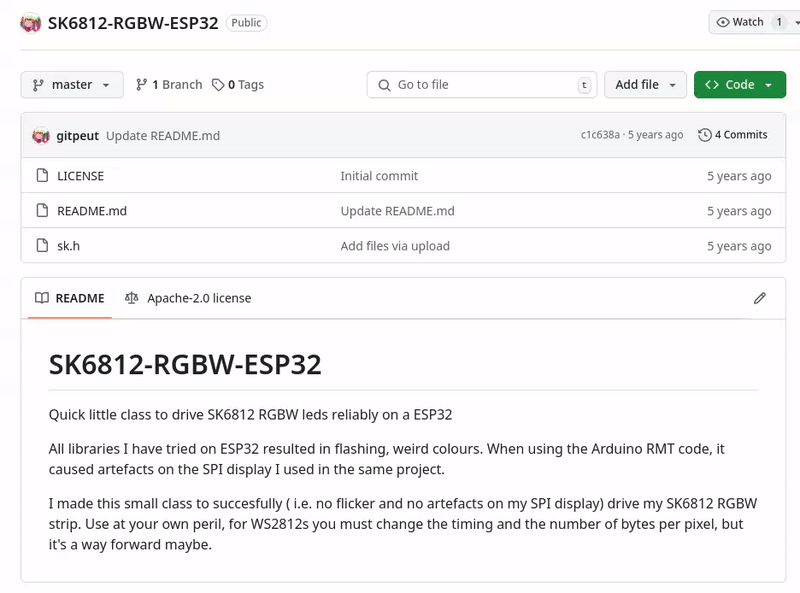 SK6812-RGBW-ESP32 Public Watch 1
master 1 Branch 0 Tags Go to file t Add file Code
gitpeut Update README.md c1c638a · 5 years ago 4 Commits
LICENSE Initial commit 5 years ago
README.md Update README.md 5 years ago
sk.h Add files via upload 5 years ago
README Apache-2.0 license
SK6812-RGBW-ESP32
Quick little class to drive SK6812 RGBW leds reliably on a ESP32
All libraries I have tried on ESP32 resulted in flashing, weird colours. When using the Arduino RMT code, it
caused artefacts on the SPI display I used in the same project.
I made this small class to succesfully ( i.e. no flicker and no artefacts on my SPI display) drive my SK6812 RGBW
strip. Use at your own peril, for WS2812s you must change the timing and the number of bytes per pixel, but
it's a way forward maybe.